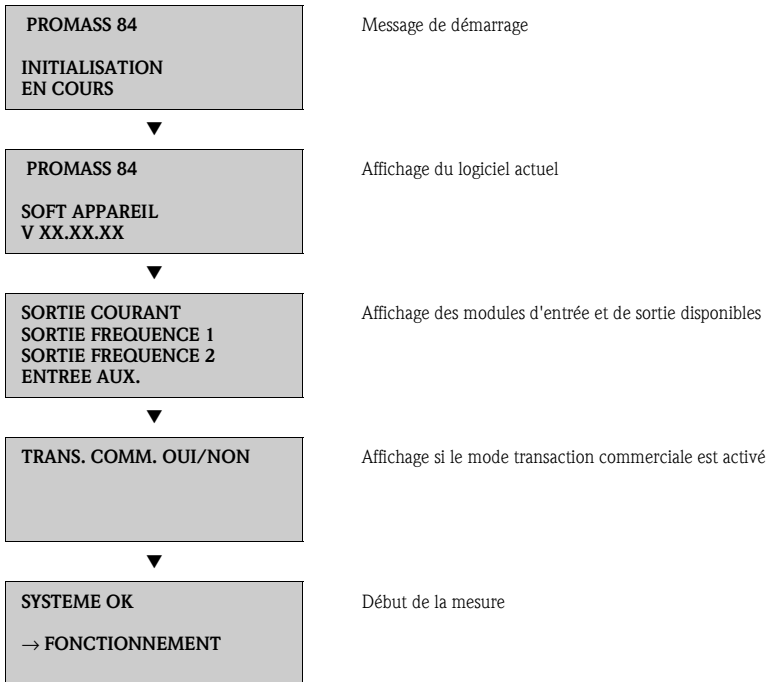 PROMASS 84
Message de démarrage
INITIALISATION
EN COURS
▼
PROMASS 84
Affichage du logiciel actuel
SOFT APPAREIL
V XX.XX.XX
▼
SORTIE COURANT
Affichage des modules d'entrée et de sortie disponibles
SORTIE FREQUENCE 1
SORTIE FREQUENCE 2
ENTREE AUX.
▼
TRANS. COMM. OUI/NON
Affichage si le mode transaction commerciale est activé
▼
SYSTEME OK
Début de la mesure
→ FONCTIONNEMENT